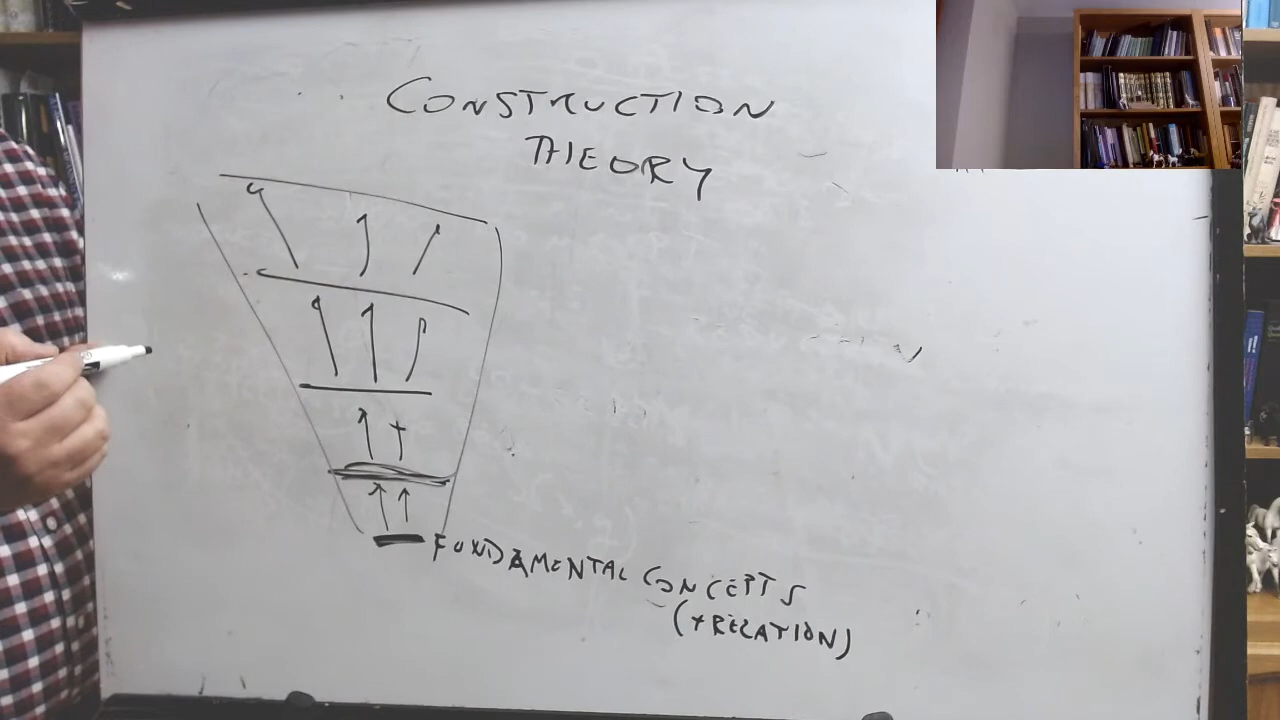 CONSTRUCTION
THEORY
FUNDAMENTAL CONCEPTS
(+RELATION)